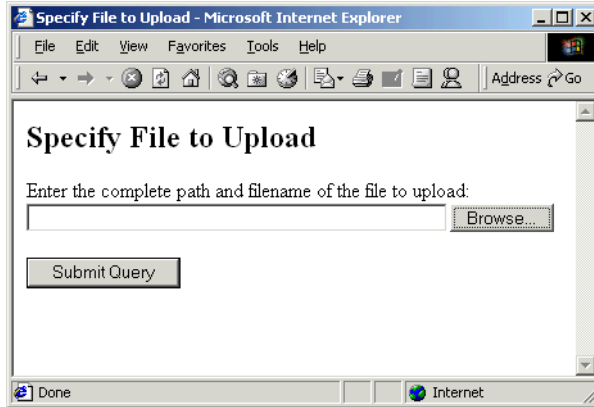 Specify File to Upload - Microsoft Internet Explorer
File Edit View Favorites Tools Help
Address Go
Specify File to Upload
Enter the complete path and filename of the file to upload:
Browse...
Submit Query
Done Internet